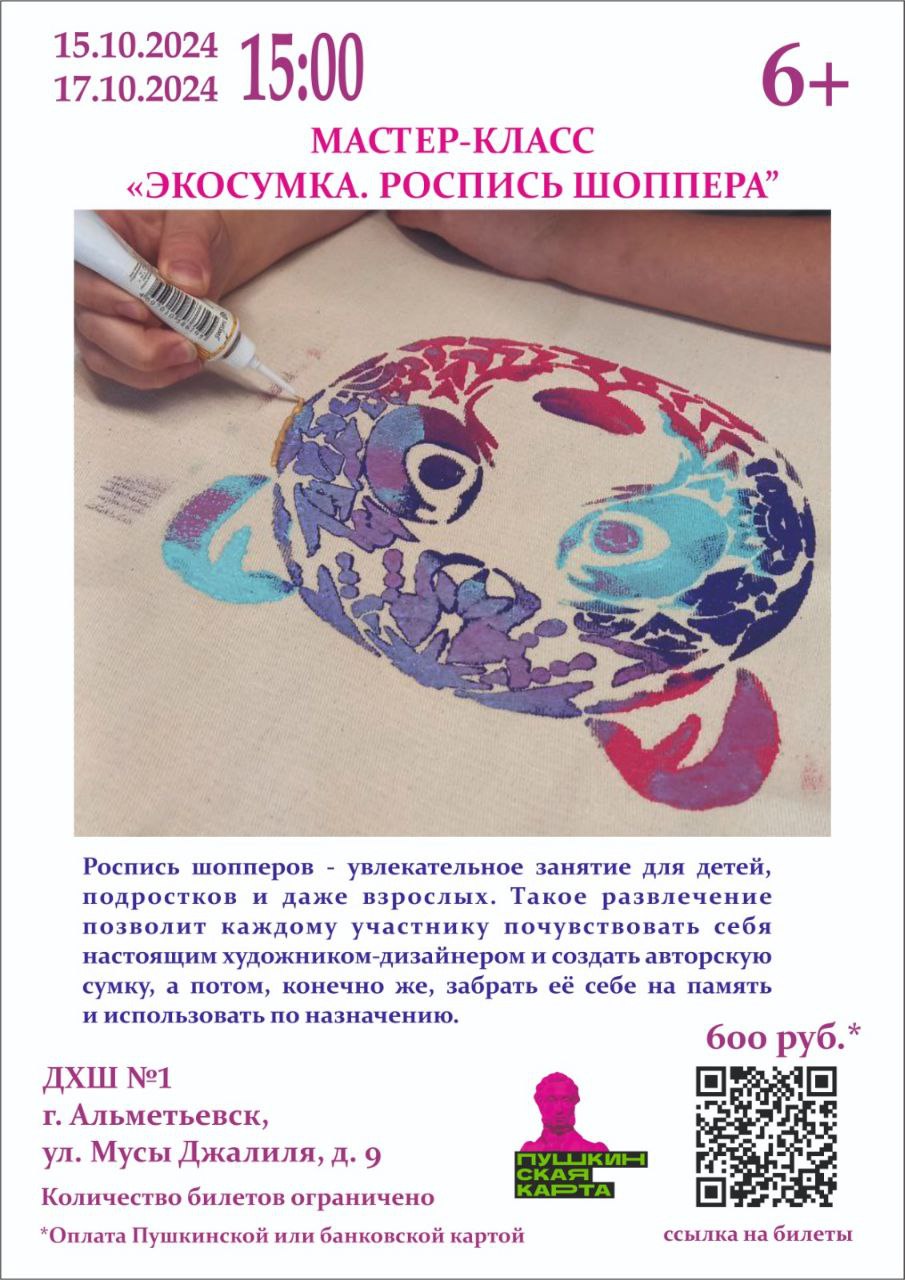 15.10.2024
17.10.2024
15:00
6+
МАСТЕР-КЛАСС
«ЭКОСУМКА. РОСПИСЬ ШОППЕРА”
Роспись шопперов - увлекательное занятие для детей,
подростков и даже взрослых. Такое развлечение
позволит каждому участнику почувствовать себя
настоящим художником-дизайнером и создать авторскую
сумку, а потом, конечно же, забрать её себе на память
и использовать по назначению.
600 руб.*
ДХШ №1
г. Альметьевск,
ул. Мусы Джалиля, д. 9
Количество билетов ограничено
*Оплата Пушкинской или банковской картой
ПУШКИН
СКАЯ
КАРТА
ссылка на билеты